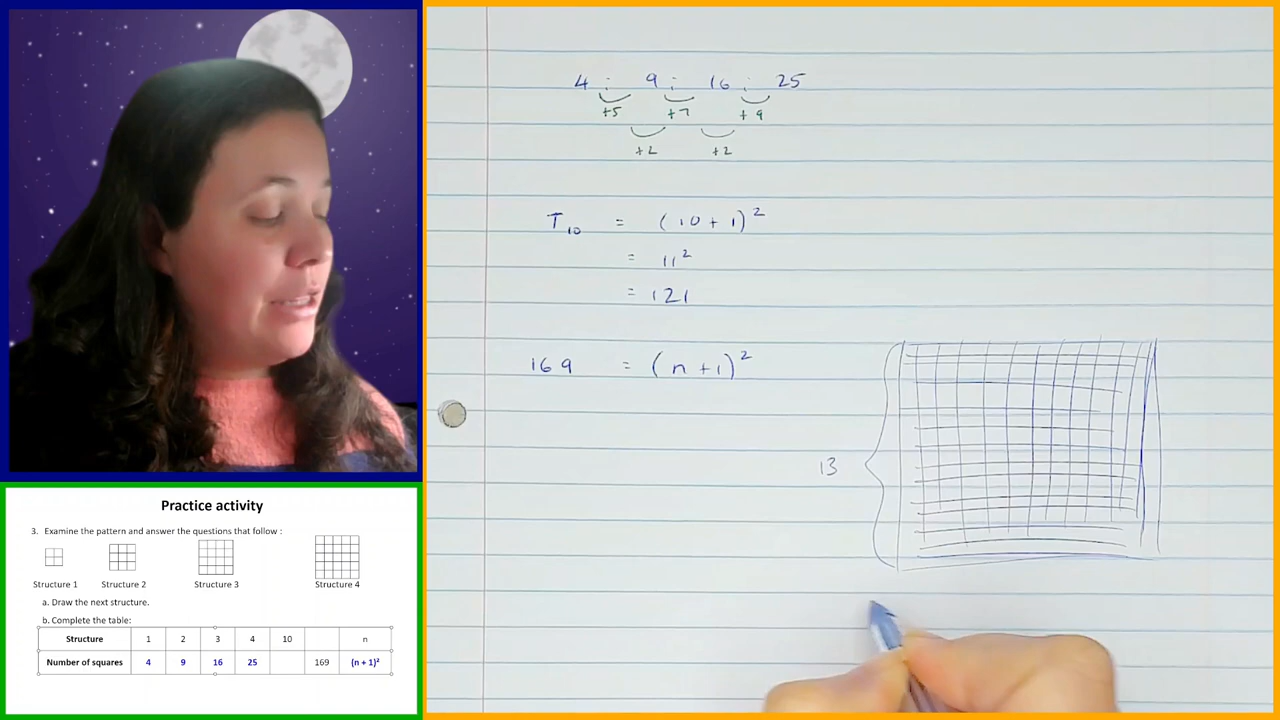 4 ; 9 ; 16 ; 25
+5 +7 +9
+2 +2
T₁₀ = (10 + 1)²
= 11²
= 121
169 = (n + 1)²
13
Practice activity
3. Examine the pattern and answer the questions that follow :
Structure 1 Structure 2 Structure 3 Structure 4
a. Draw the next structure.
b. Complete the table:
Structure 1 2 3 4 10 n
Number of squares 4 9 16 25 169 (n + 1)²